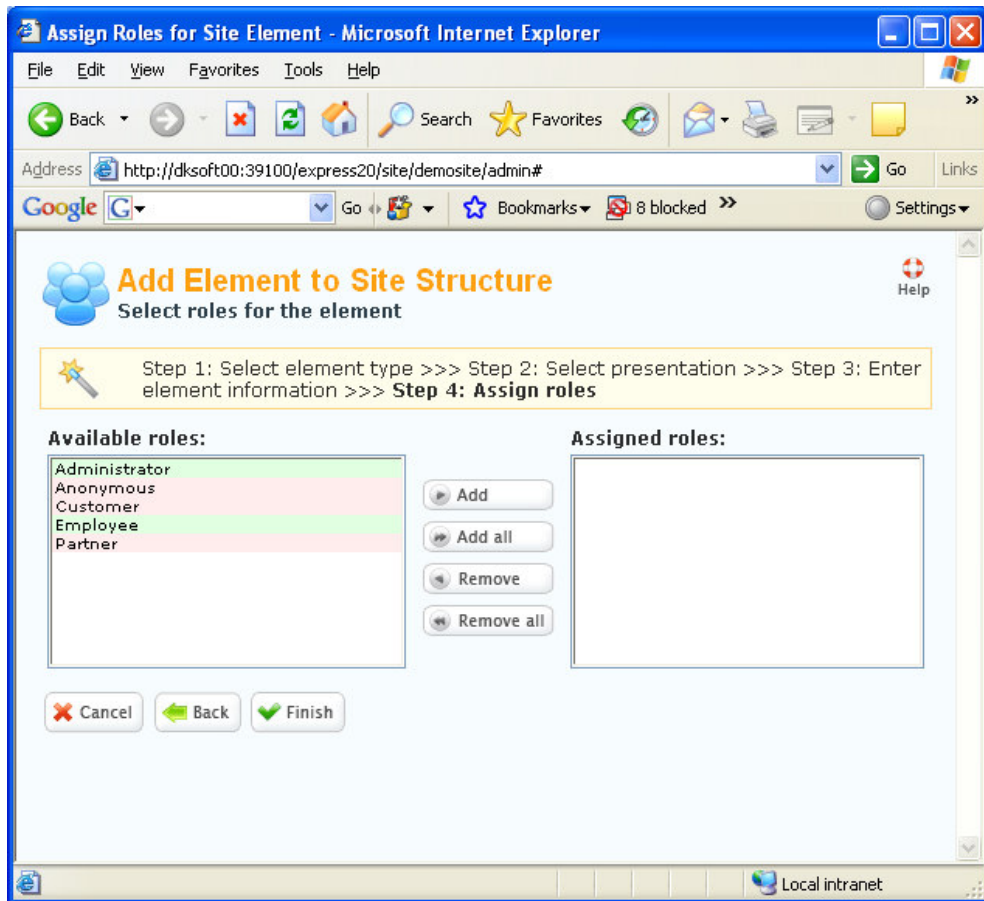 Assign Roles for Site Element - Microsoft Internet Explorer
File Edit View Favorites Tools Help
Back Search Favorites »
Address http://dksoft00:39100/express20/site/demosite/admin# Go Links
Google G Go Bookmarks 8 blocked » Settings
Add Element to Site Structure
Help
Select roles for the element
Step 1: Select element type >>> Step 2: Select presentation >>> Step 3: Enter
element information >>> Step 4: Assign roles
Available roles: Assigned roles:
Administrator
Anonymous
Customer
Employee
Partner
Add
Add all
Remove
Remove all
Cancel Back Finish
Local intranet